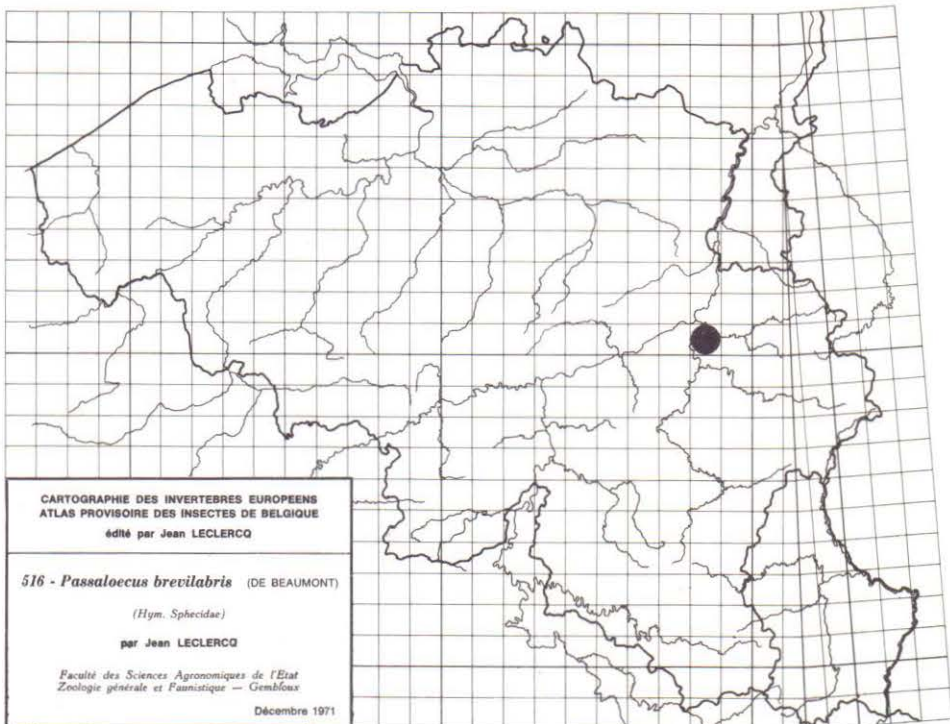 CARTOGRAPHIE DES INVERTEBRES EUROPEENS
ATLAS PROVISOIRE DES INSECTES DE BELGIQUE
édité par Jean LECLERCQ
516 - Passaloecus brevilabris (DE BEAUMONT)
(Hym. Sphecidae)
par Jean LECLERCQ
Faculté des Sciences Agronomiques de l'Etat
Zoologie générale et Faunistique — Gembloux
Décembre 1971